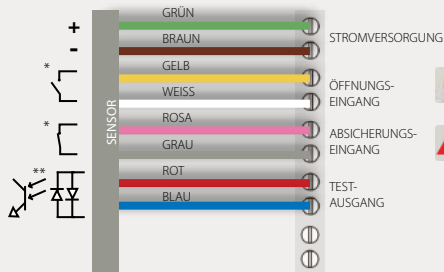 GRÜN
+
BRAUN
-
STROMVERSORGUNG
GELB
*
WEISS
ÖFFNUNGS-
EINGANG
ROSA
*
SENSOR
GRAU
ABSICHERUNGS-
EINGANG
ROT
**
BLAU
TEST-
AUSGANG